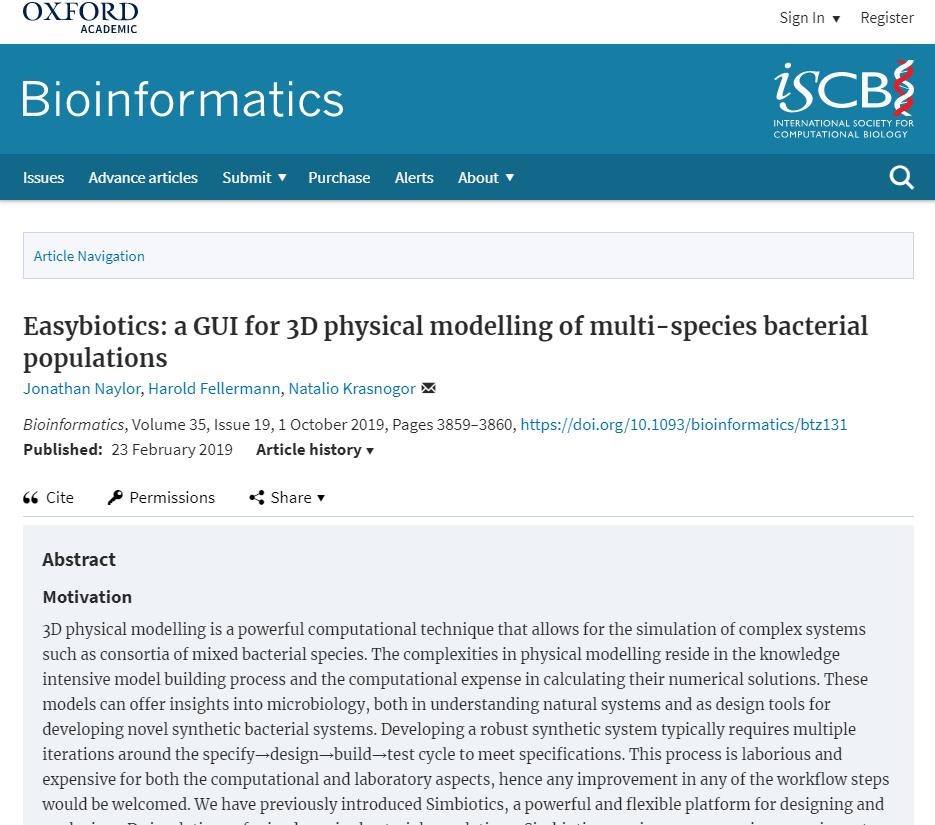 OXFORD
ACADEMIC
Sign In ▼ Register
Bioinformatics
iSCB
INTERNATIONAL SOCIETY FOR
COMPUTATIONAL BIOLOGY
Issues Advance articles Submit ▼ Purchase Alerts About ▼
Article Navigation
Easybiotics: a GUI for 3D physical modelling of multi-species bacterial
populations
Jonathan Naylor, Harold Fellermann, Natalio Krasnogor
Bioinformatics, Volume 35, Issue 19, 1 October 2019, Pages 3859–3860, https://doi.org/10.1093/bioinformatics/btz131
Published: 23 February 2019 Article history ▼
Cite Permissions Share ▼
Abstract
Motivation
3D physical modelling is a powerful computational technique that allows for the simulation of complex systems
such as consortia of mixed bacterial species. The complexities in physical modelling reside in the knowledge
intensive model building process and the computational expense in calculating their numerical solutions. These
models can offer insights into microbiology, both in understanding natural systems and as design tools for
developing novel synthetic bacterial systems. Developing a robust synthetic system typically requires multiple
iterations around the specify→design→build→test cycle to meet specifications. This process is laborious and
expensive for both the computational and laboratory aspects, hence any improvement in any of the workflow steps
would be welcomed. We have previously introduced Simbiotics, a powerful and flexible platform for designing and